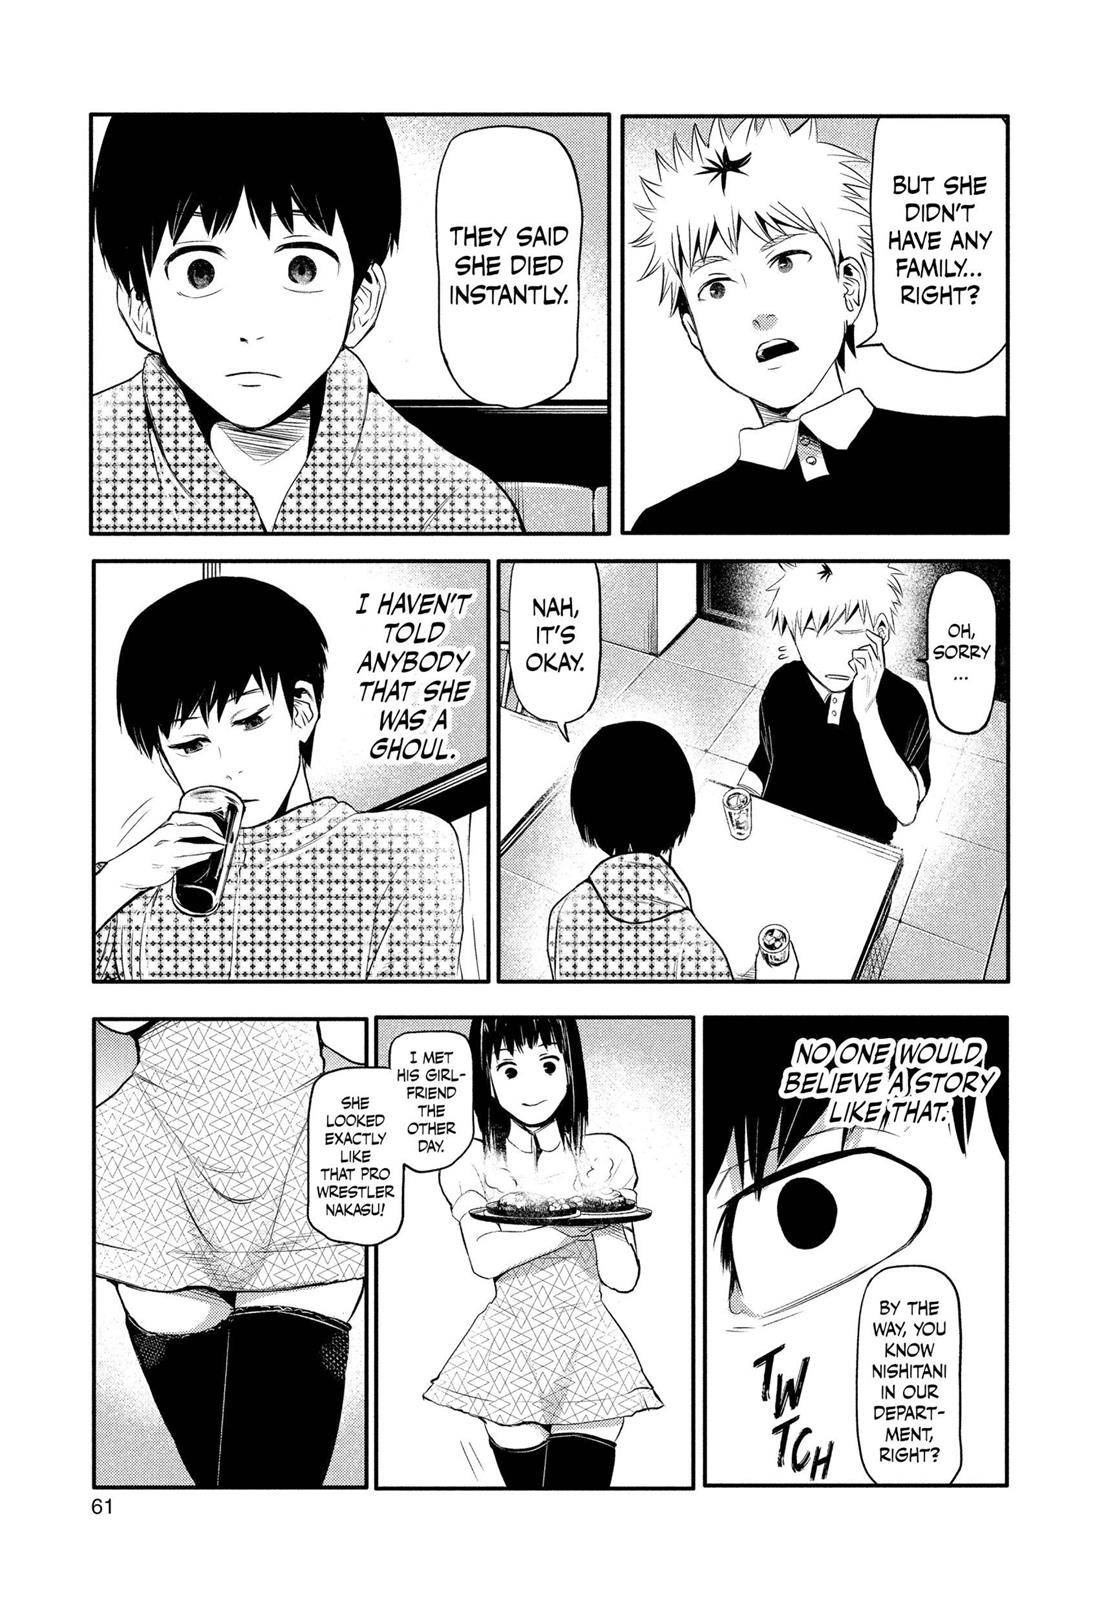 BUT SHE
DIDN'T
HAVE ANY
FAMILY...
RIGHT?
THEY SAID
SHE DIED
INSTANTLY.
OH,
SORRY
...
NAH,
IT'S
OKAY.
I HAVEN'T
TOLD
ANYBODY
THAT SHE
WAS A
GHOUL.
NO ONE WOULD
BELIEVE A STORY
LIKE THAT.
TW
TCH
BY THE
WAY, YOU
KNOW
NISHITANI
IN OUR
DEPART-
MENT,
RIGHT?
I MET
HIS GIRL-
FRIEND
THE
OTHER
DAY.
SHE
LOOKED
EXACTLY
LIKE
THAT PRO
WRESTLER
NAKASU!
61